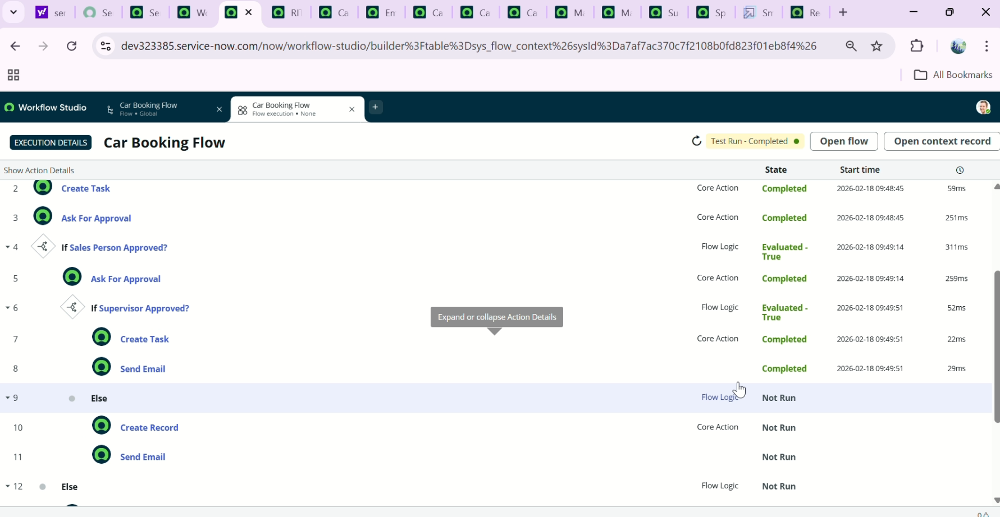 ser
Se
Se
Wo
RIT
Ca
Em
Ca
Ca
Ca
Ma
Ma
Su
Sp
Sm
Re
dev323385.service-now.com/now/workflow-studio/builder%3Ftable%3Dsys_flow_context%26sysId%3Da7af7ac370c7f2108b0fd823f01eb8f4%26
All Bookmarks
Workflow Studio
Car Booking Flow
Flow • Global
Car Booking Flow
Flow execution • None
EXECUTION DETAILS Car Booking Flow Test Run - Completed Open flow Open context record
Show Action Details State Start time
2 Create Task Core Action Completed 2026-02-18 09:48:45 59ms
3 Ask For Approval Core Action Completed 2026-02-18 09:48:45 251ms
4 If Sales Person Approved? Flow Logic Evaluated - 2026-02-18 09:49:14 311ms
True
5 Ask For Approval Core Action Completed 2026-02-18 09:49:14 259ms
6 If Supervisor Approved? Flow Logic Evaluated - 2026-02-18 09:49:51 52ms
True
Expand or collapse Action Details
7 Create Task Core Action Completed 2026-02-18 09:49:51 22ms
8 Send Email Completed 2026-02-18 09:49:51 29ms
9 Else Flow Logic Not Run
10 Create Record Core Action Not Run
11 Send Email Not Run
12 Else Flow Logic Not Run